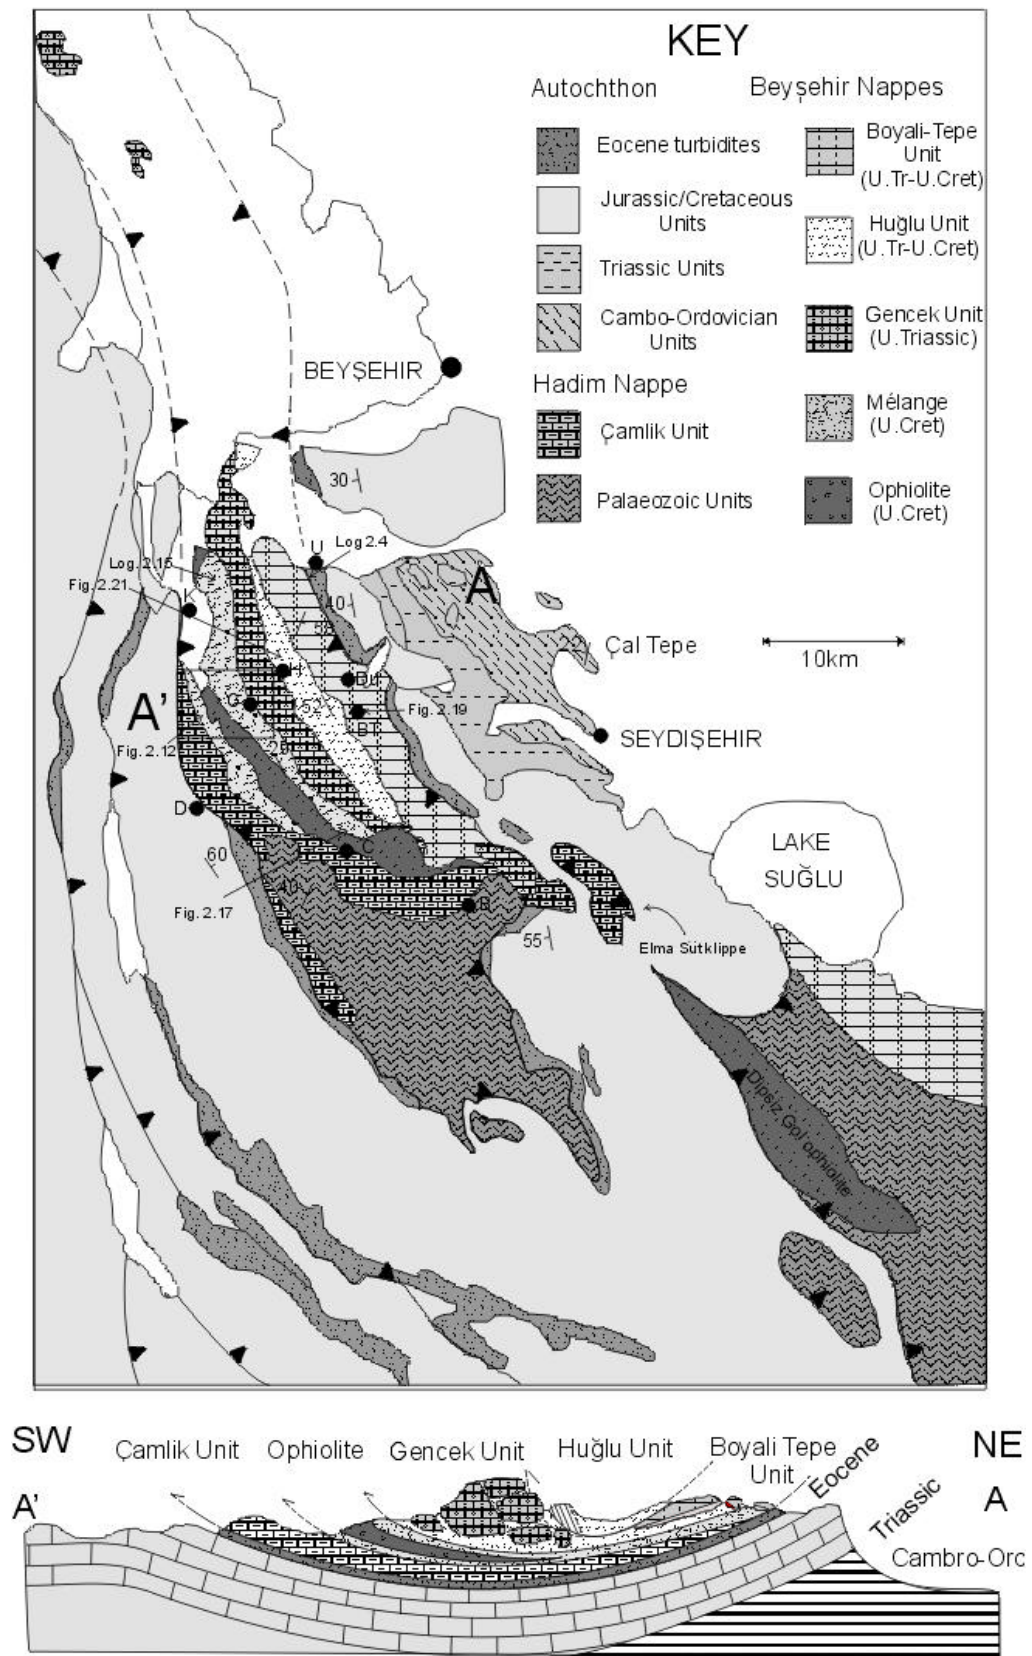 KEY
Autochthon
Eocene turbidites
Jurassic/Cretaceous
Units
Triassic Units
Cambo-Ordovician
Units
Hadim Nappe
Çamlik Unit
Palaeozoic Units
Beyşehir Nappes
Boyali-Tepe
Unit
(U.Tr-U.Cret)
Huğlu Unit
(U.Tr-U.Cret)
Gencek Unit
(U.Triassic)
Mélange
(U.Cret)
Ophiolite
(U.Cret)
BEYŞEHIR
30
U
Log 2.4
Log.2.15
Fig. 2.21
A
K
40
Çal Tepe
10km
H
Du
A'
G
52
Fig. 2.19
BT
SEYDIŞEHIR
Fig. 2.12
D
C
LAKE
SUĞLU
60
40
Fig. 2.17
B
55
Elma Sutklippe
Dipsiz Gol ophiolite
SW
NE
Çamlik Unit
Ophiolite
Gencek Unit
Huğlu Unit
Boyali Tepe
Unit
Eocene
A'
A
Triassic
Cambro-Orc